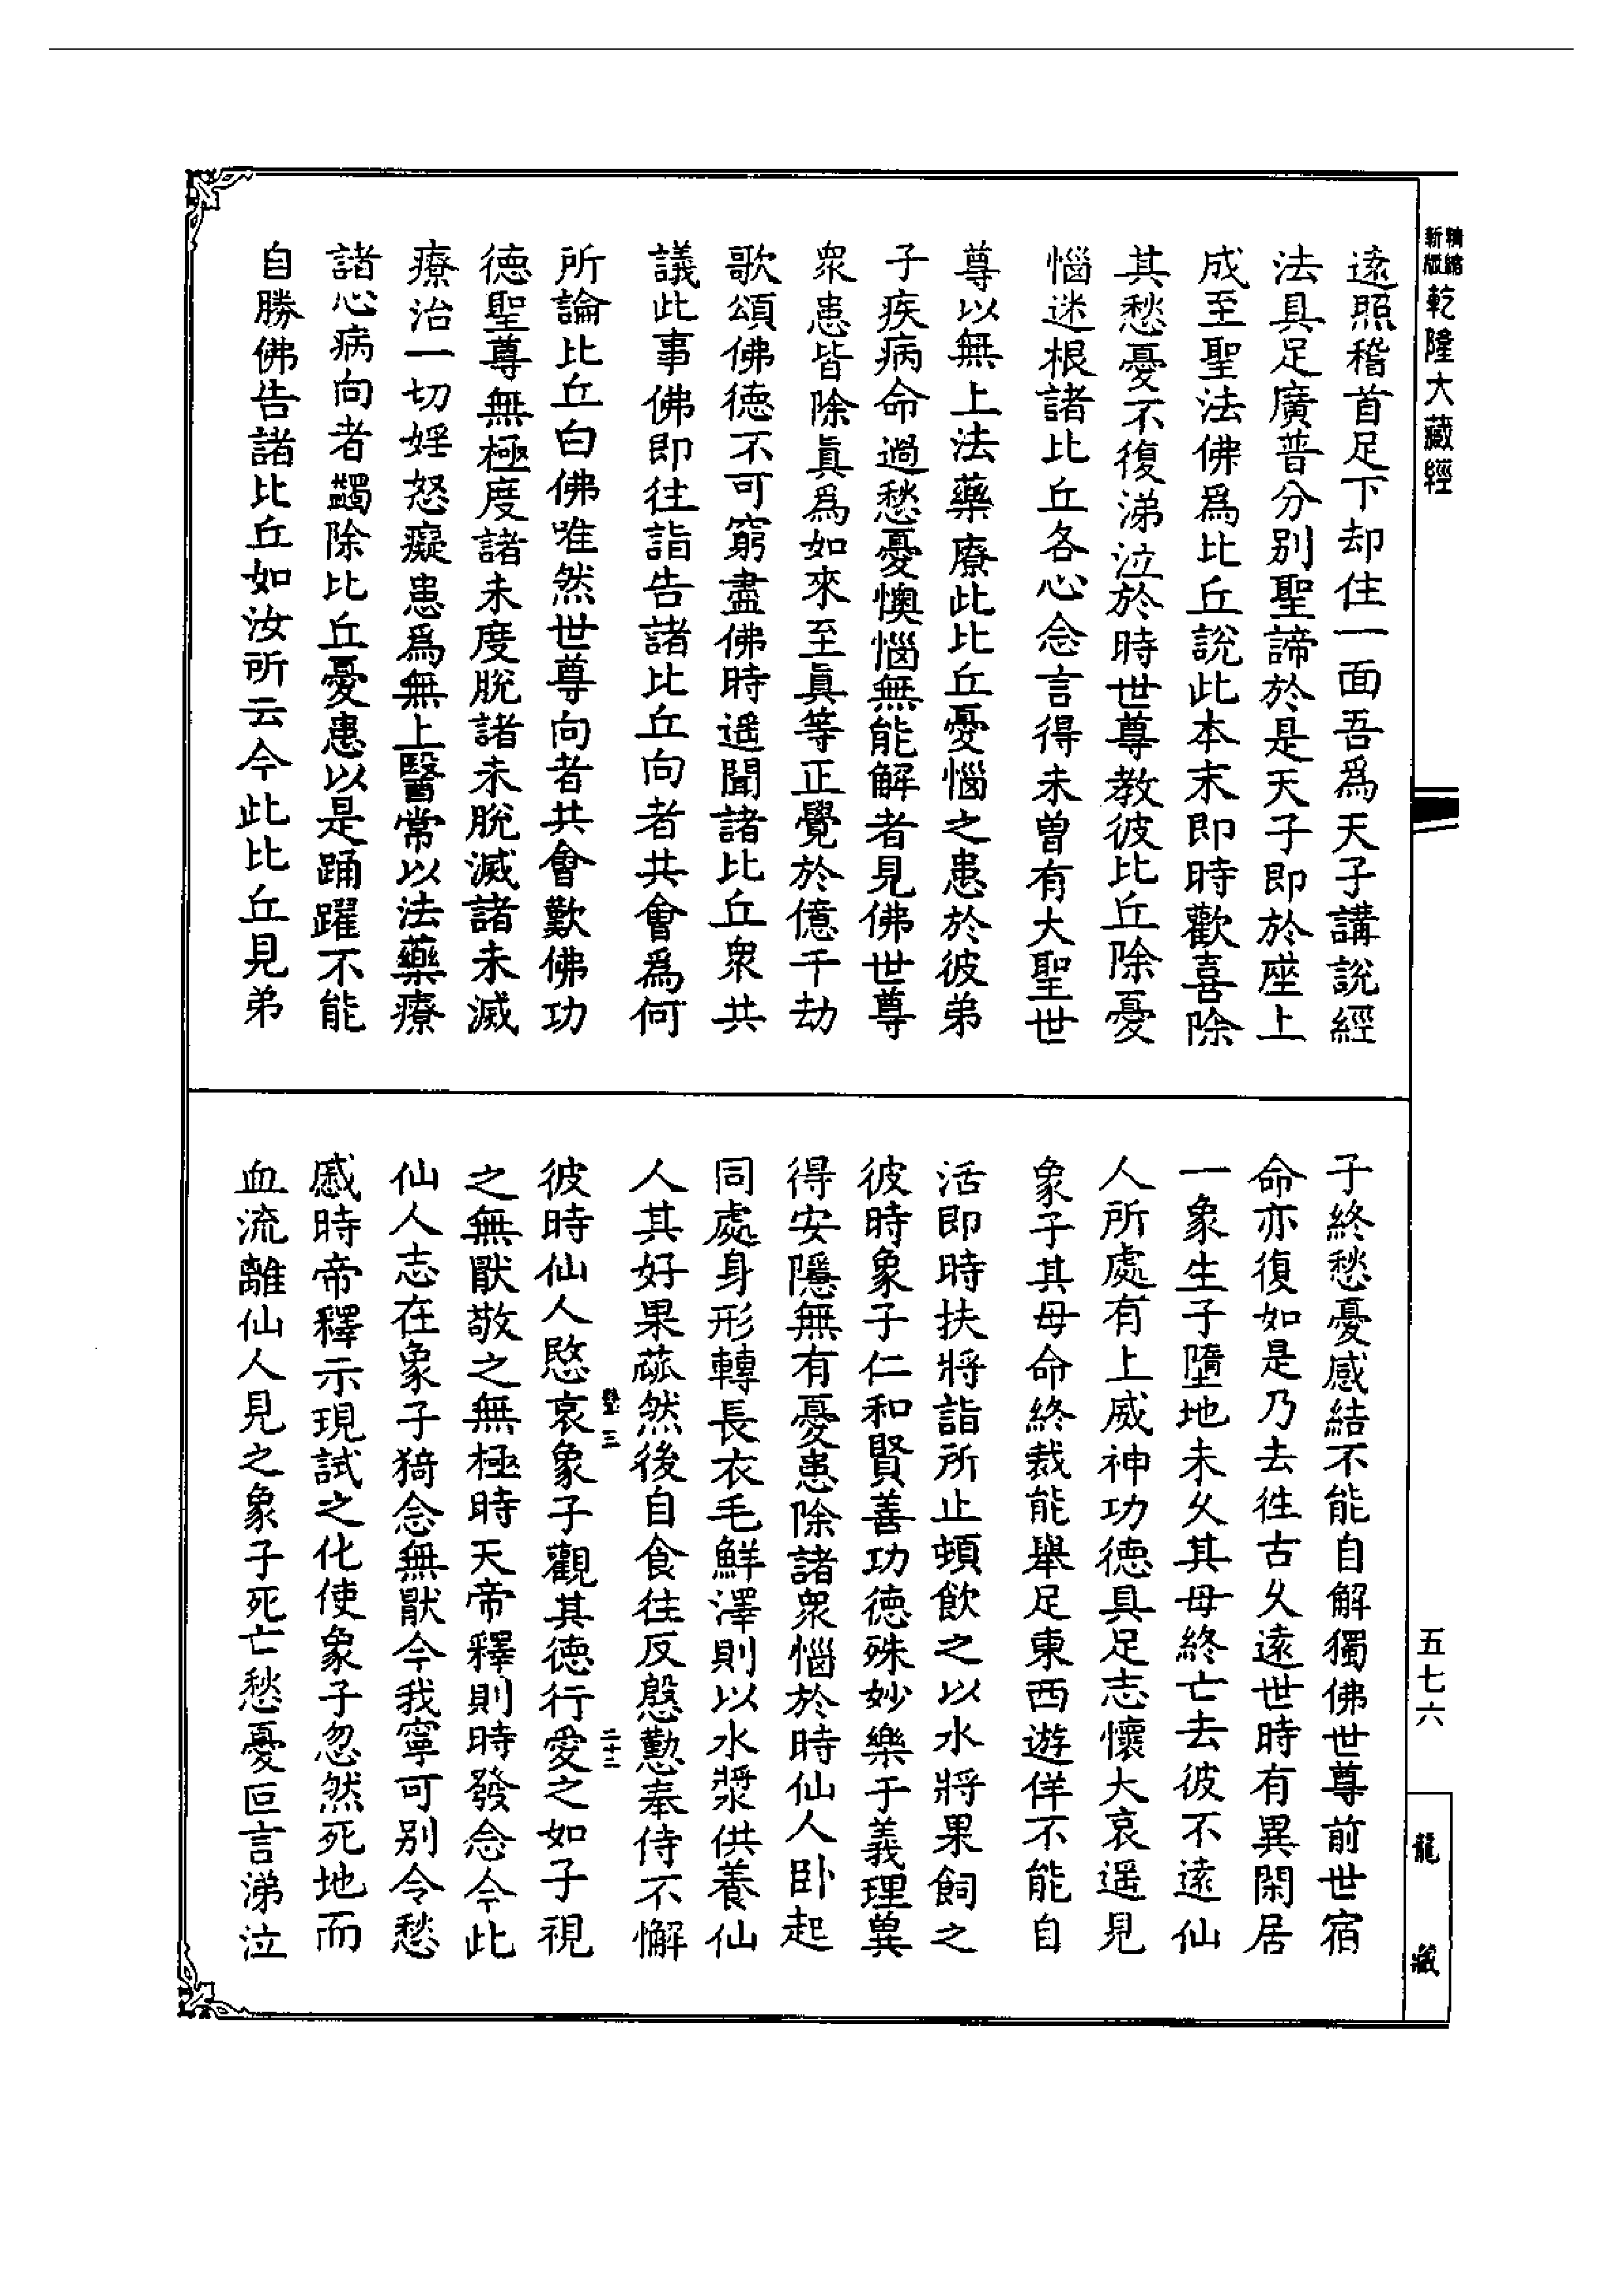 精縮
新版
乾隆大藏經
五七六
龍藏
遠照稽首足下却住一面吾爲天子講說經
法具足廣普分別聖諦於是天子即於座上
成至聖法佛爲比丘說此本末即時歡喜除
其愁憂不復涕泣於時世尊教彼比丘除憂
惱迷根諸比丘各心念言得未曾有大聖世
尊以無上法藥療此比丘憂惱之患於彼弟
子疾病命過愁憂懊惱無能解者見佛世尊
衆患皆除眞爲如來至眞等正覺於億千劫
歌頌佛德不可窮盡佛時遥聞諸比丘衆共
議此事佛即往詣告諸比丘向者共會爲何
所論比丘白佛唯然世尊向者共會歎佛功
德聖尊無極度諸未度脫諸未脫滅諸未滅
療治一切婬怒癡患爲無上醫常以法藥療
諸心病向者蠲除比丘憂患以是踊躍不能
自勝佛告諸比丘如汝所云今此比丘見弟
子終愁憂慼結不能自解獨佛世尊前世宿
命亦復如是乃去徃古久遠世時有異閑居
一象生子墮地未久其母終亡去彼不遠仙
人所處有上威神功德具足志懷大哀遥見
象子其母命終裁能舉足東西遊佯不能自
活即時扶將詣所止頓飲之以水將果飼之
彼時象子仁和賢善功德殊妙樂于義理冀
得安隱無有憂患除諸衆惱於時仙人卧起
同處身形轉長衣毛鮮澤則以水漿供養仙
人其好果蓏然後自食往反慇懃奉侍不懈
三
二十二
彼時仙人愍哀象子觀其德行愛之如子視
之無厭敬之無極時天帝釋則時發念今此
仙人志在象子猗念無厭今我寧可別令愁
慼時帝釋示現試之化使象子忽然死地而
血流離仙人見之象子死亡愁憂叵言涕泣